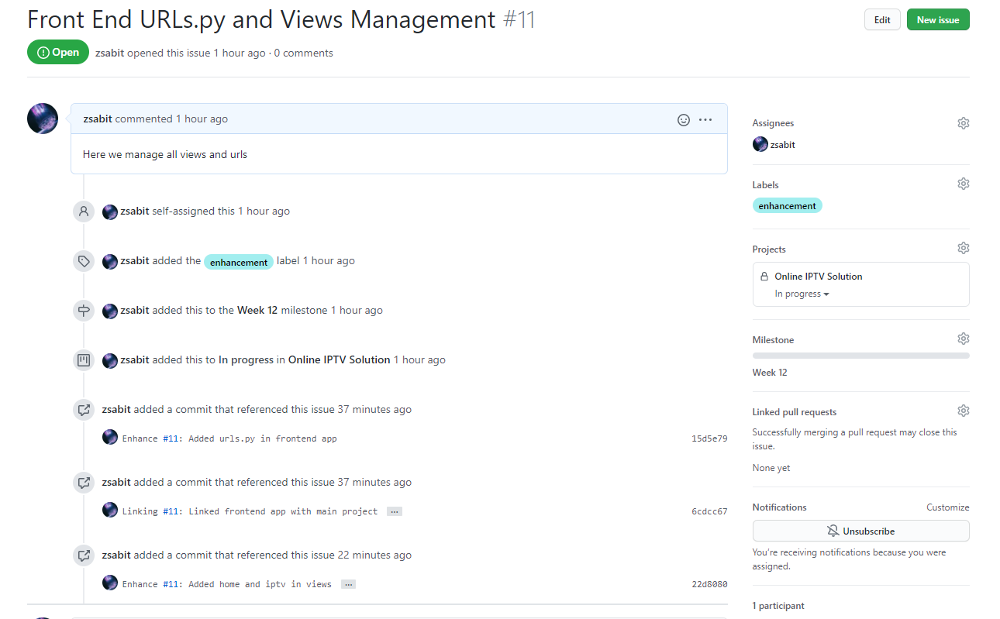 Front End URLs.py and Views Management #11
Edit
New issue
Open
zsabit opened this issue 1 hour ago · 0 comments
zsabit commented 1 hour ago
Here we manage all views and urls
zsabit self-assigned this 1 hour ago
zsabit added the enhancement label 1 hour ago
zsabit added this to the Week 12 milestone 1 hour ago
zsabit added this to In progress in Online IPTV Solution 1 hour ago
zsabit added a commit that referenced this issue 37 minutes ago
Enhance #11: Added urls.py in frontend app 15d5e79
zsabit added a commit that referenced this issue 37 minutes ago
Linking #11: Linked frontend app with main project … 6cdcc67
zsabit added a commit that referenced this issue 22 minutes ago
Enhance #11: Added home and iptv in views … 22d8080
Assignees
zsabit
Labels
enhancement
Projects
Online IPTV Solution
In progress
Milestone
Week 12
Linked pull requests
Successfully merging a pull request may close this
issue.
None yet
Notifications Customize
Unsubscribe
You're receiving notifications because you were
assigned.
1 participant